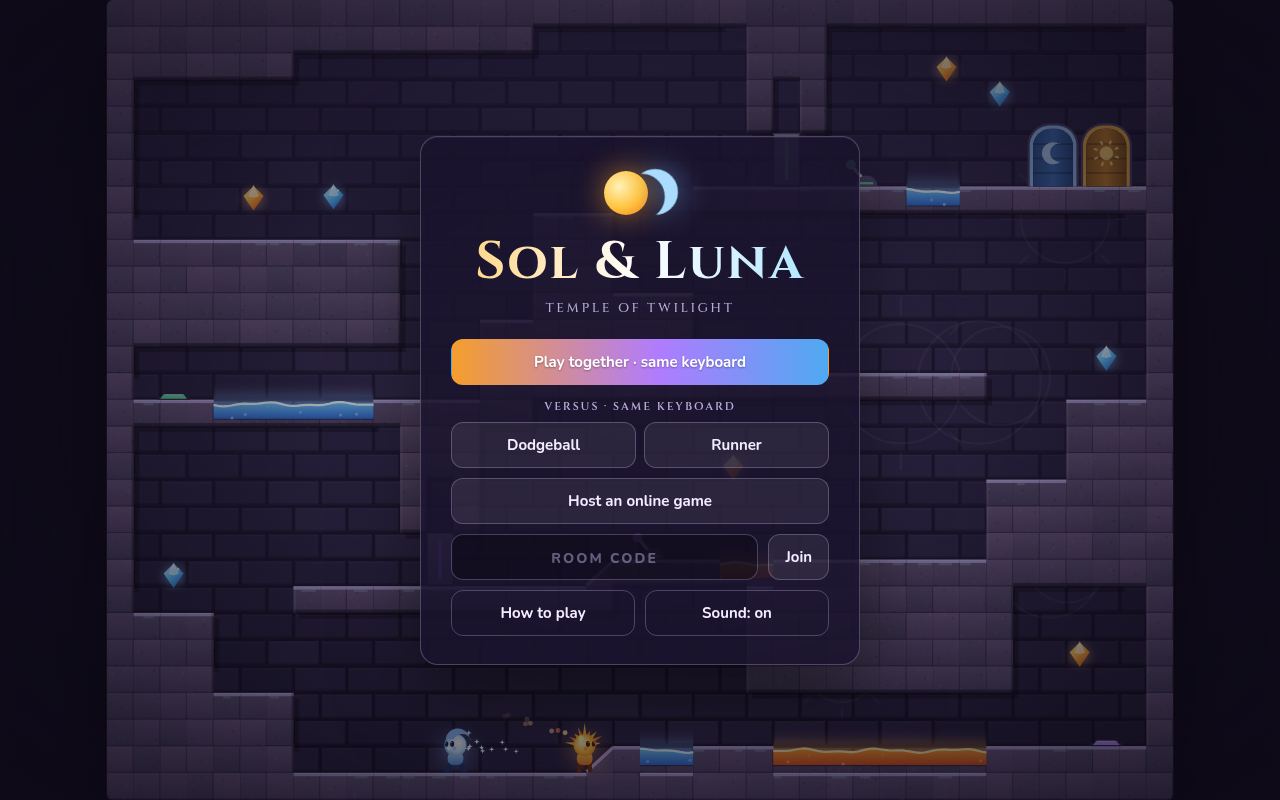 Sol & Luna
TEMPLE OF TWILIGHT
Play together · same keyboard
VERSUS · SAME KEYBOARD
Dodgeball
Runner
Host an online game
ROOM CODE
Join
How to play
Sound: on